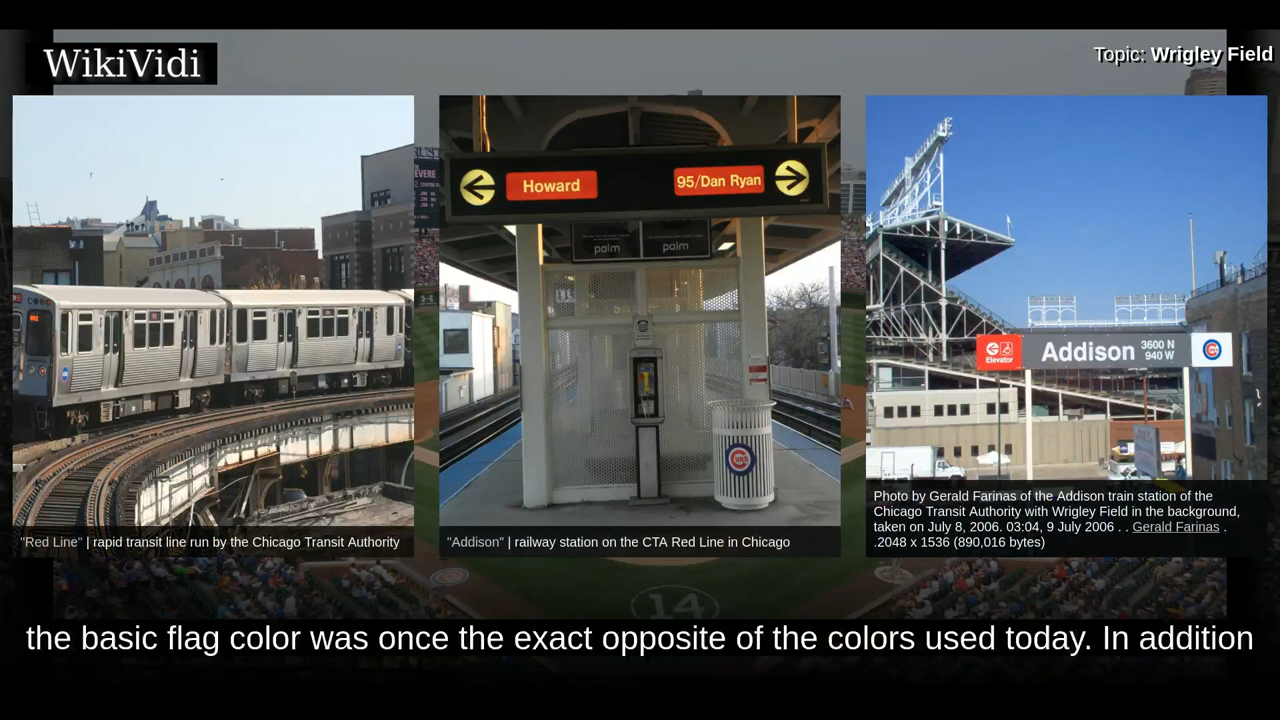 WikiVidi
Topic: Wrigley Field
Howard
95/Dan Ryan
palm
palm
CUBS
Elevator
Addison
3600 N
940 W
"Red Line" | rapid transit line run by the Chicago Transit Authority
"Addison" | railway station on the CTA Red Line in Chicago
Photo by Gerald Farinas of the Addison train station of the
Chicago Transit Authority with Wrigley Field in the background,
taken on July 8, 2006. 03:04, 9 July 2006 . . Gerald Farinas .
.2048 x 1536 (890,016 bytes)
14
the basic flag color was once the exact opposite of the colors used today. In addition